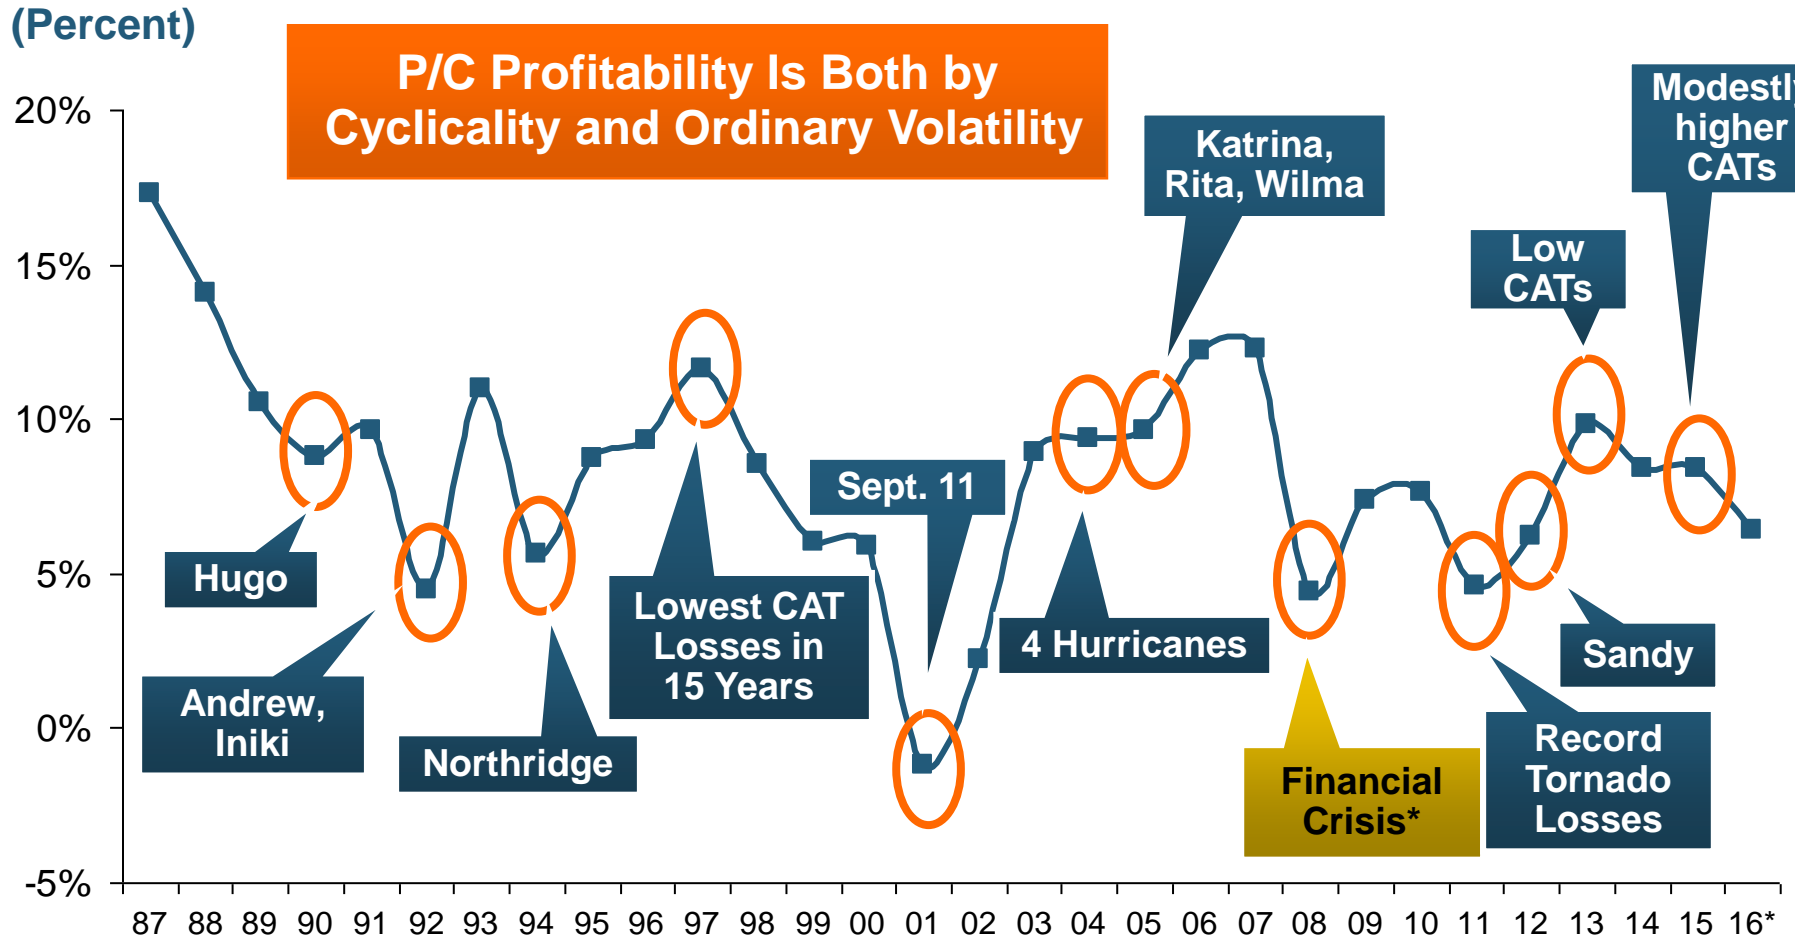 (Percent)
P/C Profitability Is Both by
Cyclicality and Ordinary Volatility
20%
15%
10%
5%
0%
-5%
Hugo
Andrew,
Iniki
Northridge
Lowest CAT
Losses in
15 Years
Sept. 11
4 Hurricanes
Katrina,
Rita, Wilma
Financial
Crisis*
Record
Tornado
Losses
Sandy
Low
CATs
Modestly
higher
CATs
87 88 89 90 91 92 93 94 95 96 97 98 99 00 01 02 03 04 05 06 07 08 09 10 11 12 13 14 15 16*